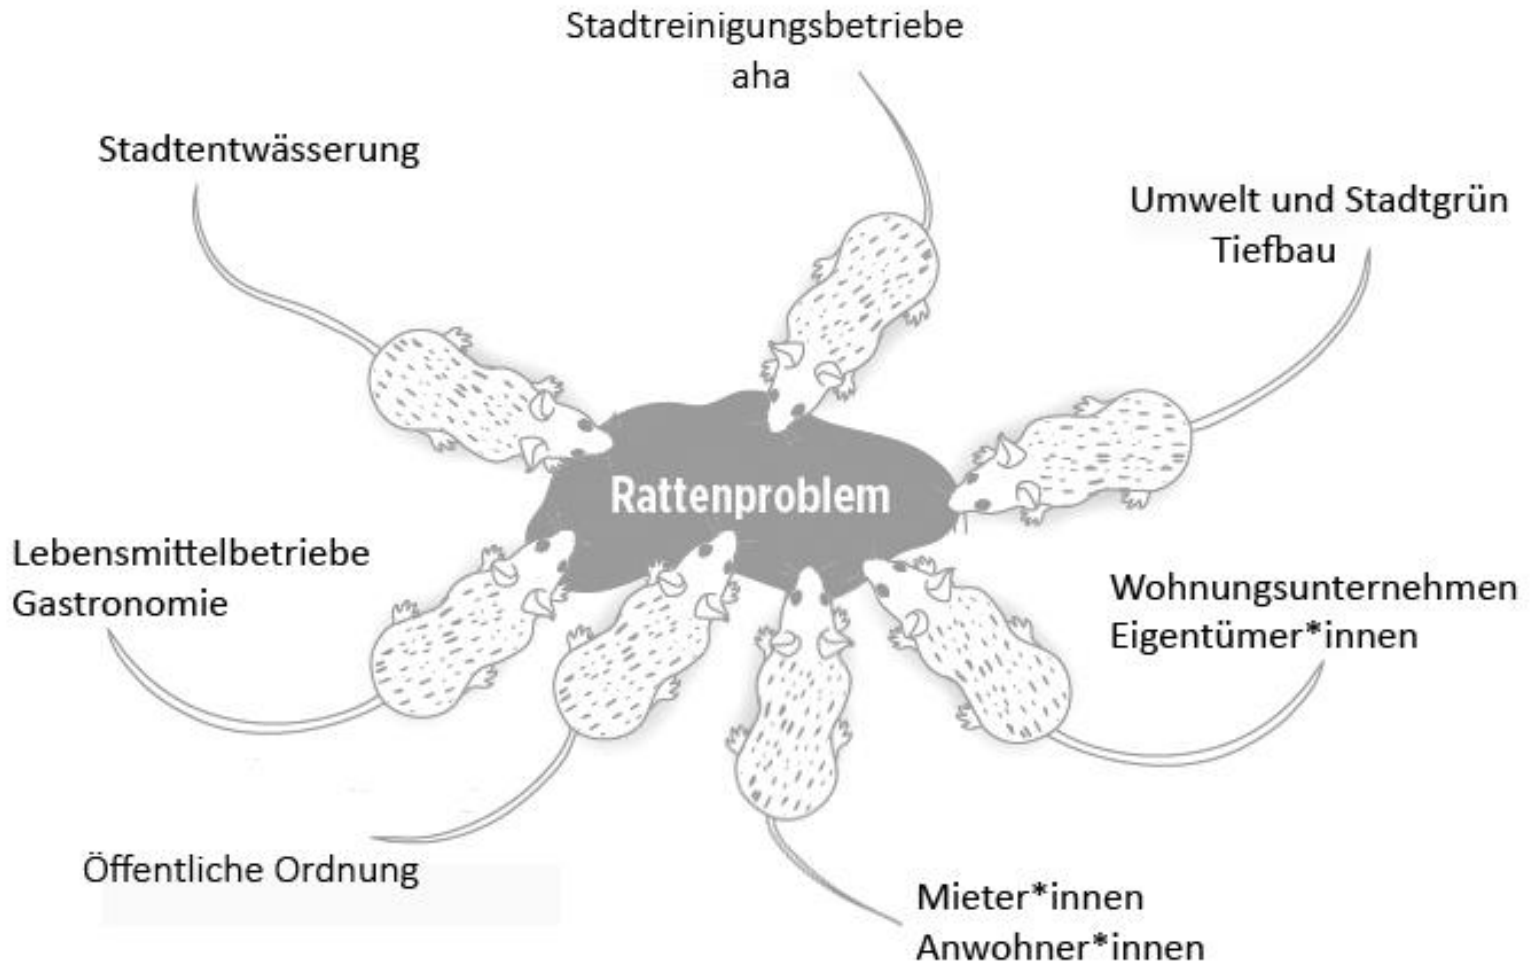 Stadtreinigungsbetriebe
aha
Stadtentwässerung
Umwelt und Stadtgrün
Tiefbau
Rattenproblem
Lebensmittelbetriebe
Gastronomie
Wohnungsunternehmen
Eigentümer*innen
Öffentliche Ordnung
Mieter*innen
Anwohner*innen